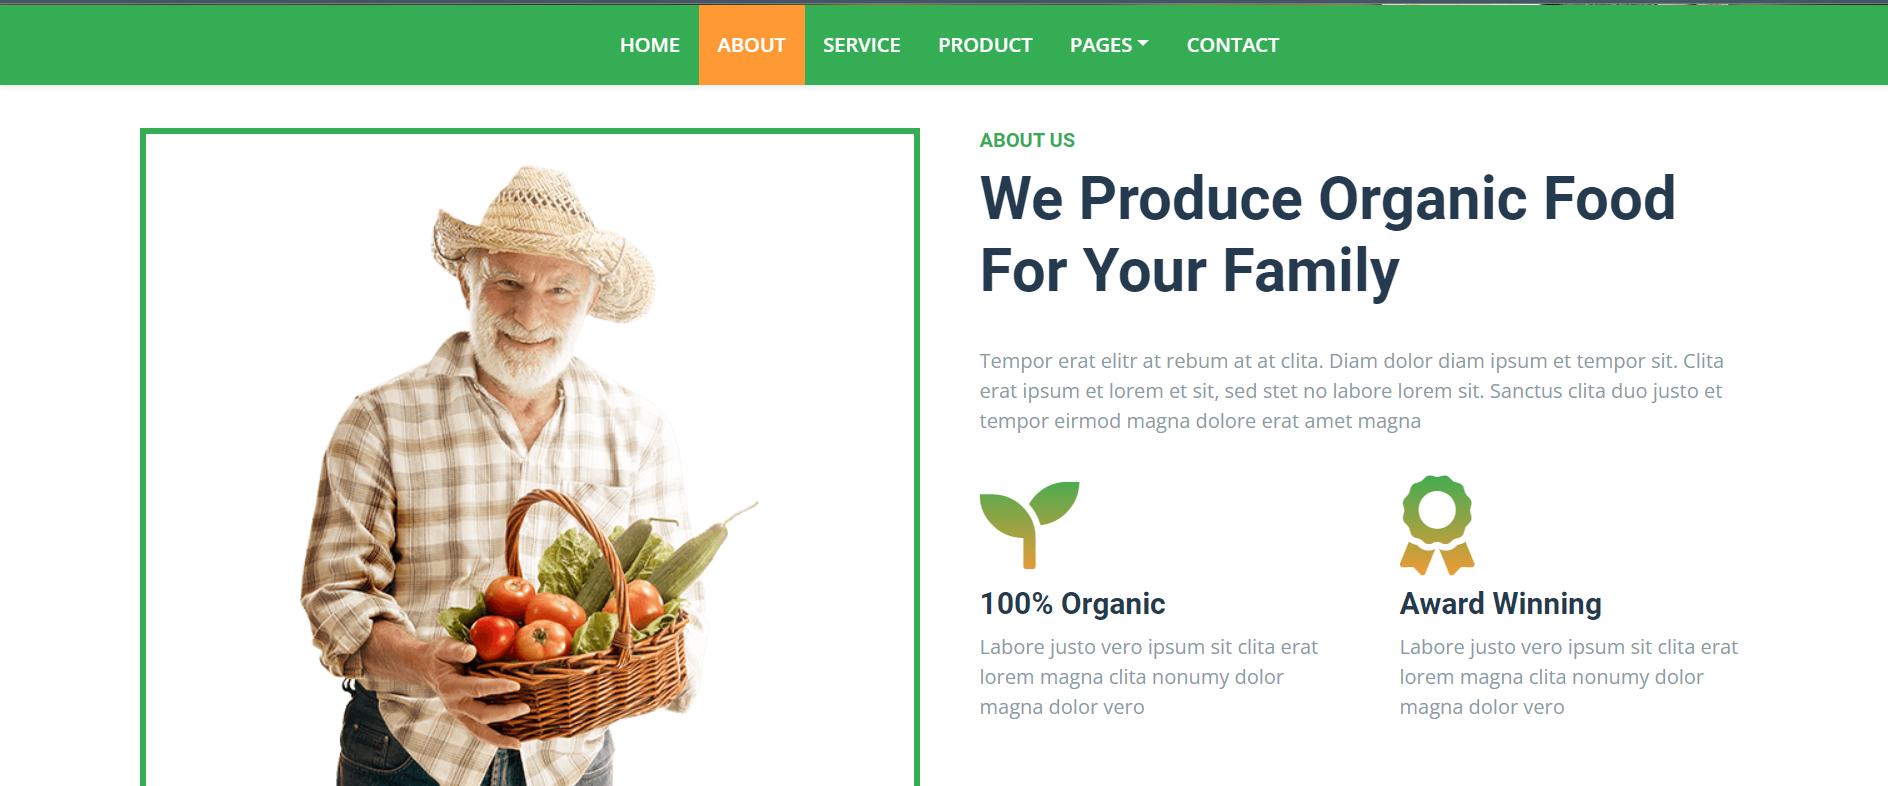 HOME ABOUT SERVICE PRODUCT PAGES CONTACT
ABOUT US
We Produce Organic Food
For Your Family
Tempor erat elitr at rebum at at clita. Diam dolor diam ipsum et tempor sit. Clita
erat ipsum et lorem et sit, sed stet no labore lorem sit. Sanctus clita duo justo et
tempor eirmod magna dolore erat amet magna
100% Organic
Labore justo vero ipsum sit clita erat
lorem magna clita nonumy dolor
magna dolor vero
Award Winning
Labore justo vero ipsum sit clita erat
lorem magna clita nonumy dolor
magna dolor vero